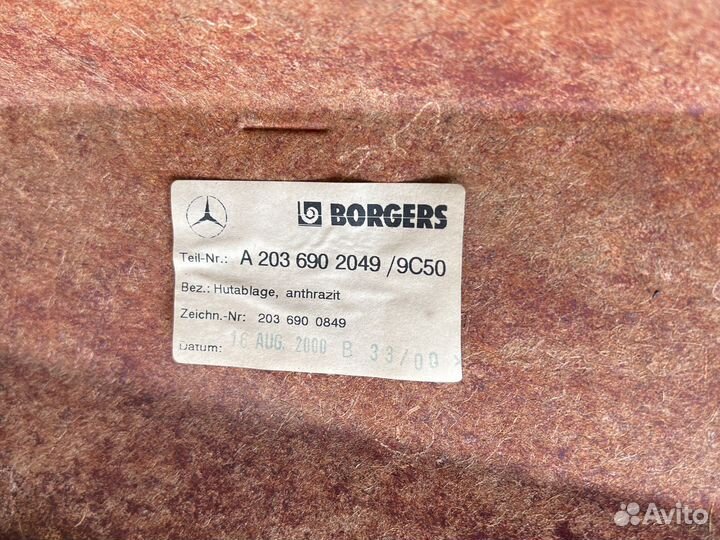 BORGERS
Teil-Nr.: A 203 690 2049 /9C50
Bez.: Hutablage, anthrazit
Zeichn.-Nr: 203 690 0849
Datum: 16 AUG. 2000 B 33/00
Avito